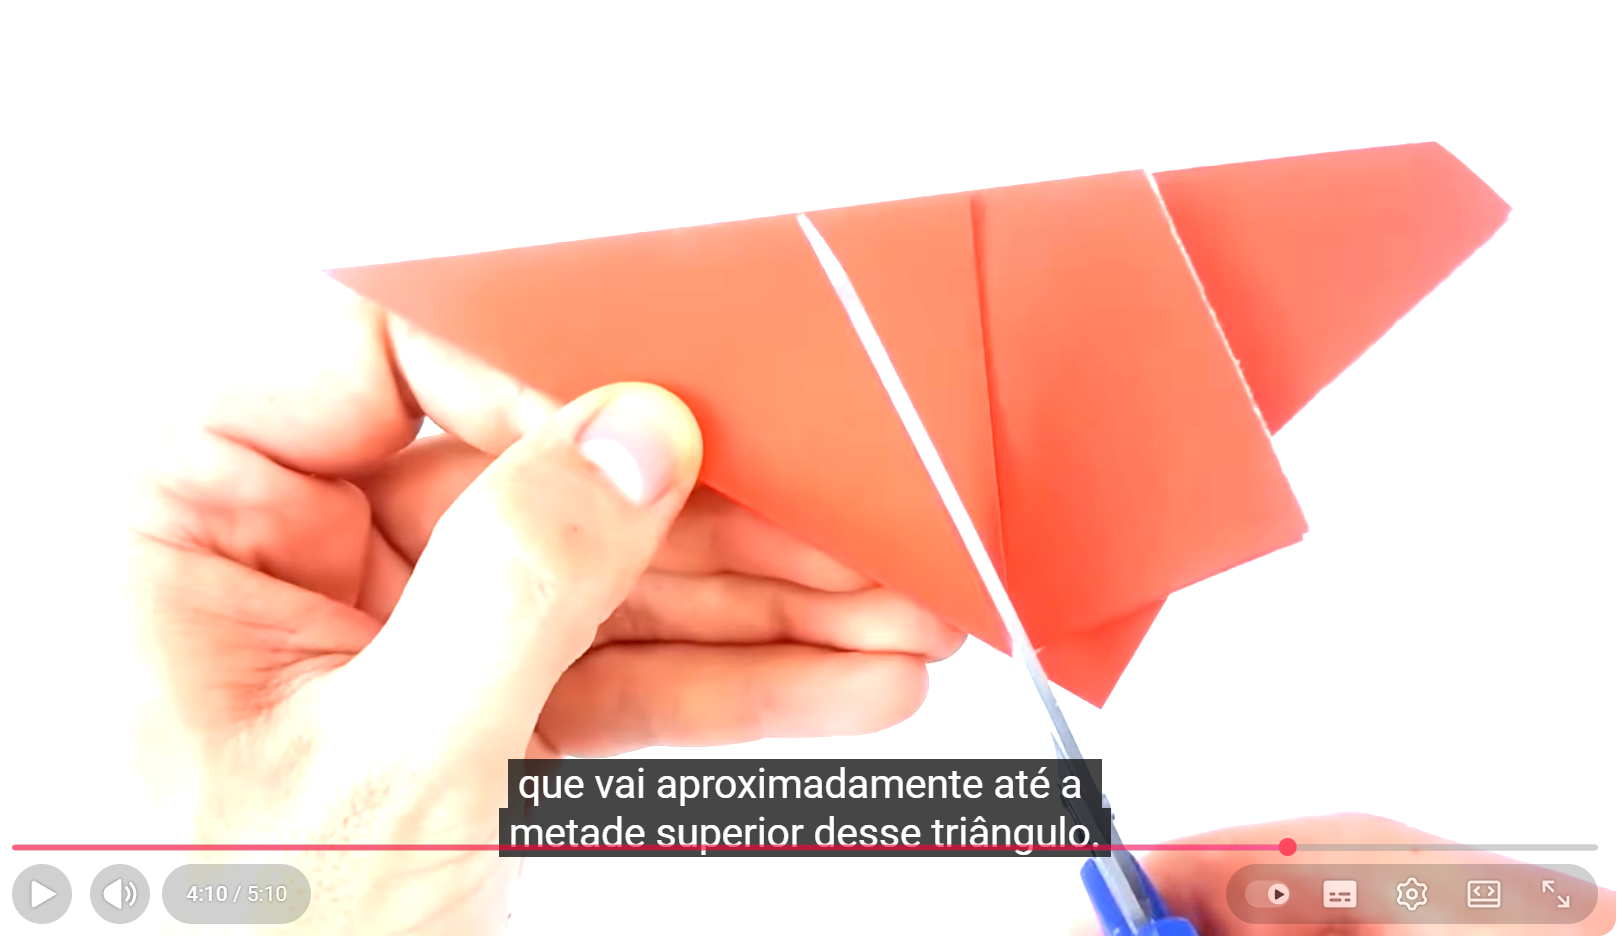 que vai aproximadamente até a
metade superior desse triângulo.
4:10 / 5:10